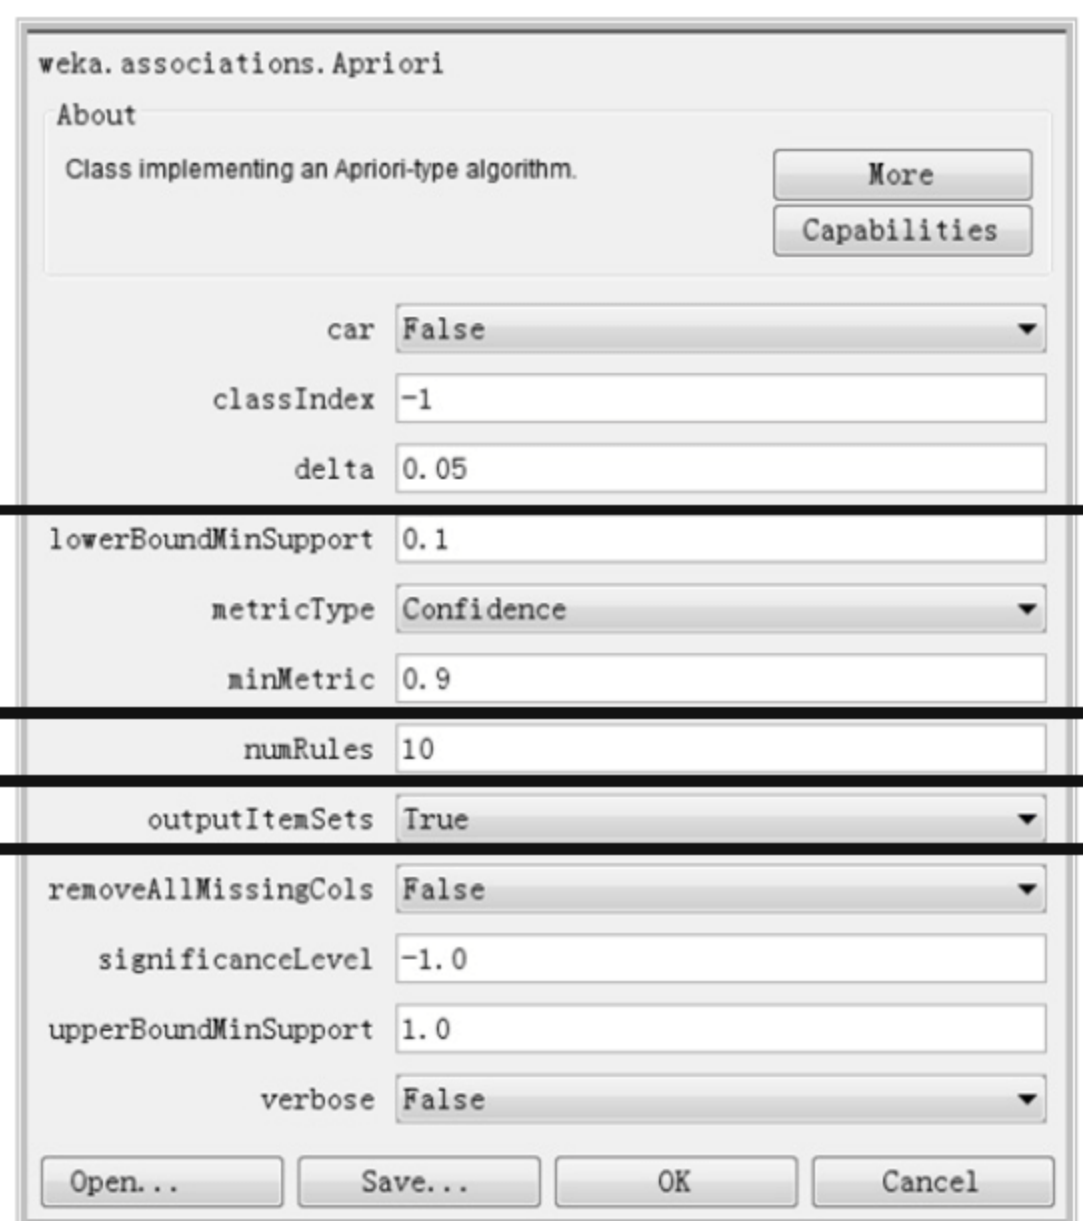 weka.associations.Apriori
About
Class implementing an Apriori-type algorithm.
More
Capabilities
car False
classIndex -1
delta 0.05
lowerBoundMinSupport 0.1
metricType Confidence
minMetric 0.9
numRules 10
outputItemSets True
removeAllMissingCols False
significanceLevel -1.0
upperBoundMinSupport 1.0
verbose False
Open... Save... OK Cancel